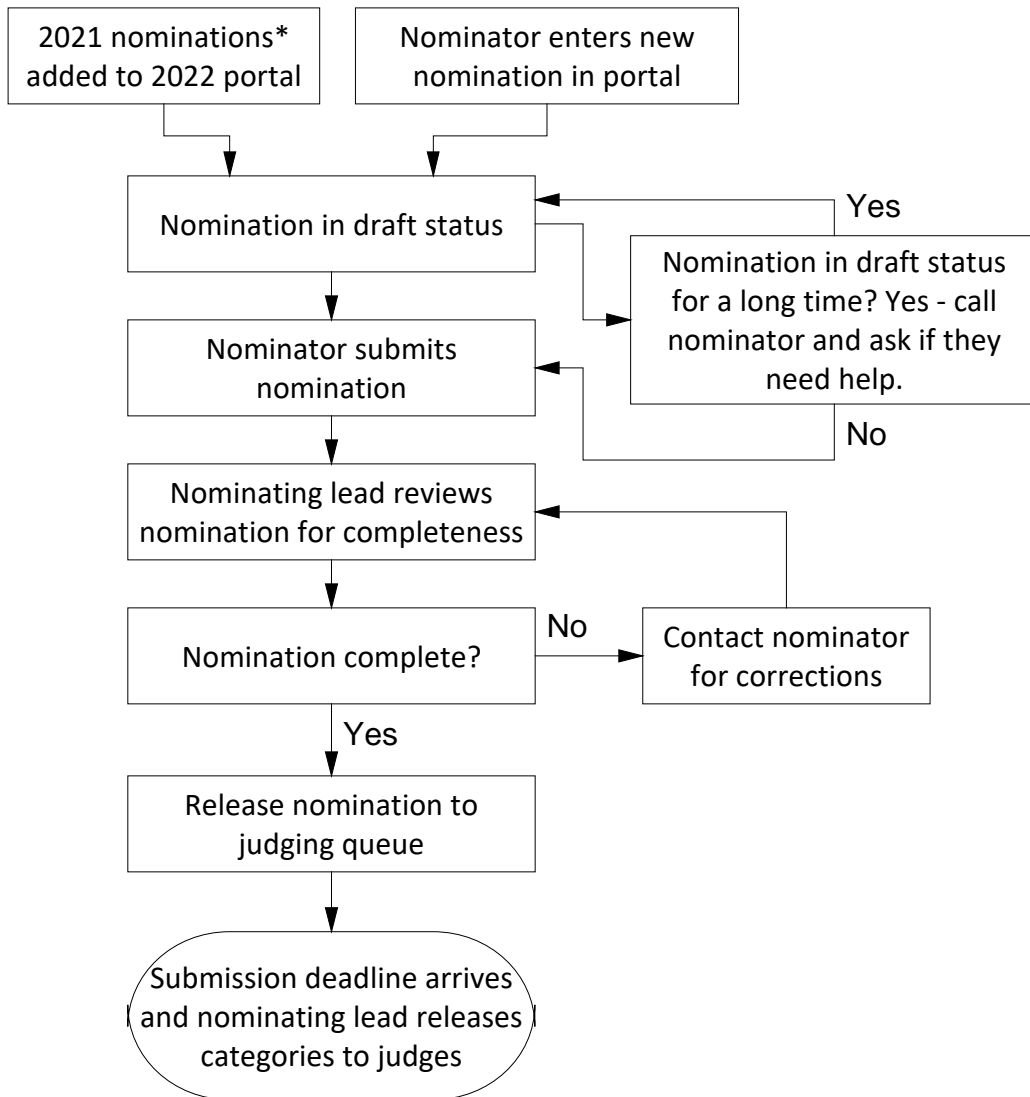 2021 nominations*
added to 2022 portal
Nominator enters new
nomination in portal
Nomination in draft status
Yes
Nomination in draft status
for a long time? Yes - call
nominator and ask if they
need help.
Nominator submits
nomination
No
Nominating lead reviews
nomination for completeness
Nomination complete?
No
Contact nominator
for corrections
Yes
Release nomination to
judging queue
Submission deadline arrives
and nominating lead releases
categories to judges